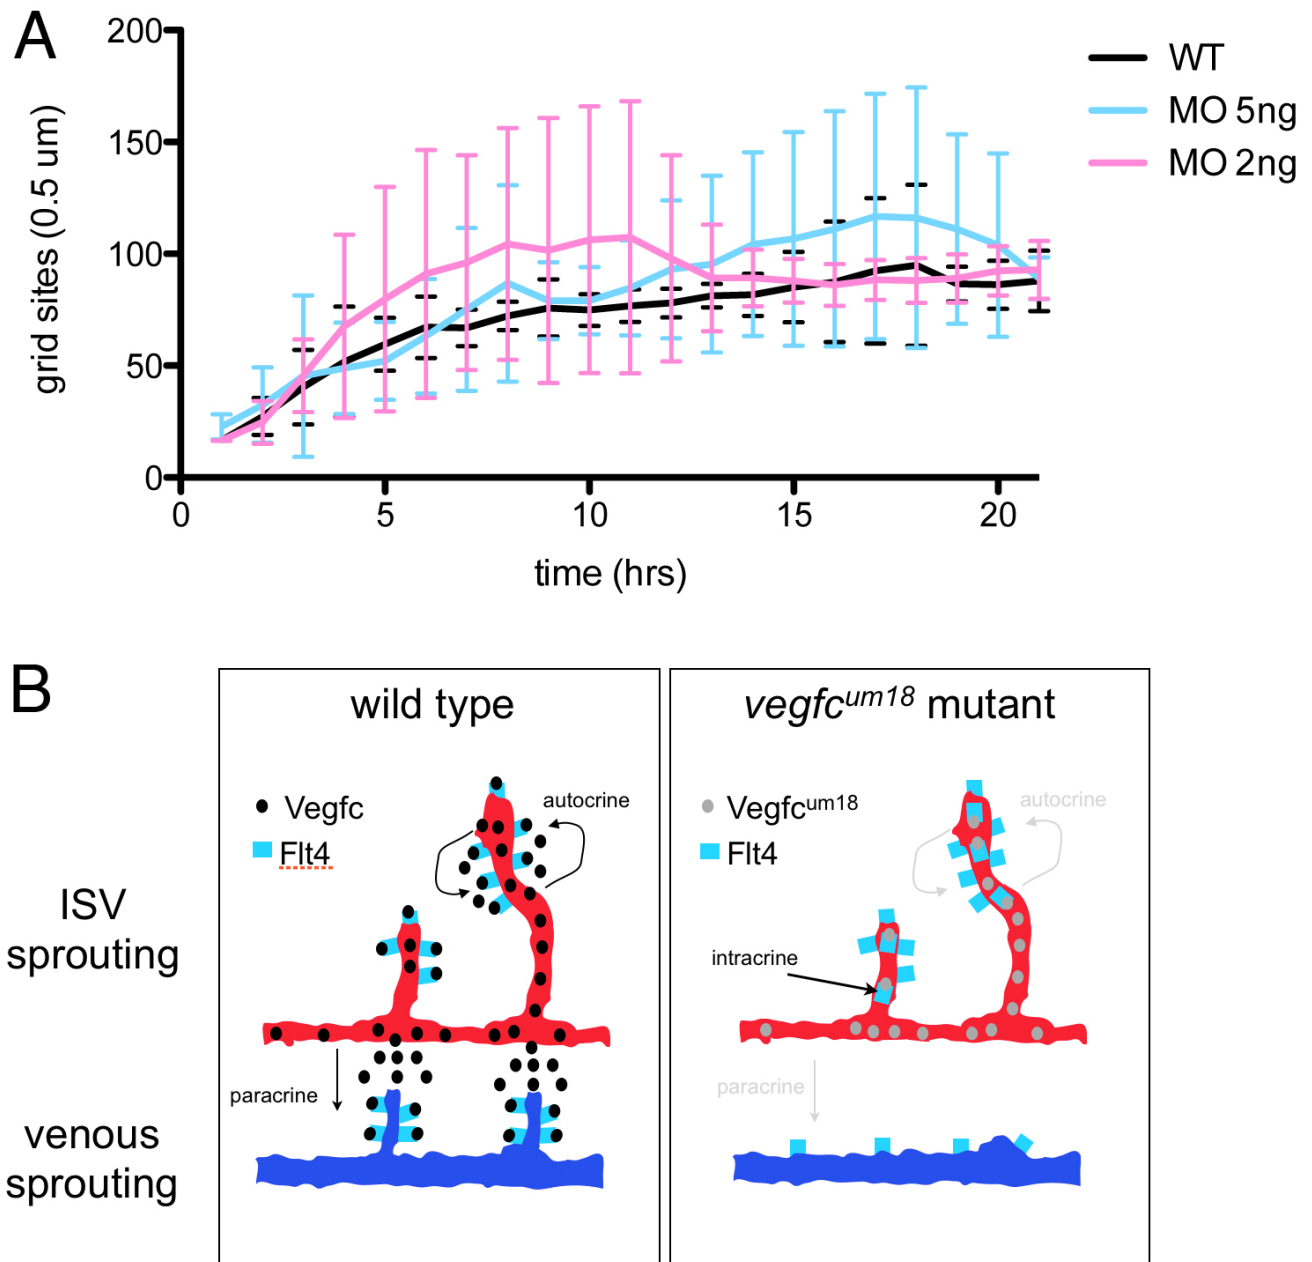 A
200
150
100
50
0
grid sites (0.5 um)
0 5 10 15 20
time (hrs)
WT
MO 5ng
MO 2ng
B
wild type
Vegfc
Flt4
autocrine
paracrine
vegfcᵘᵐ¹⁸ mutant
Vegfcᵘᵐ¹⁸
Flt4
autocrine
intracrine
paracrine
ISV
sprouting
venous
sprouting